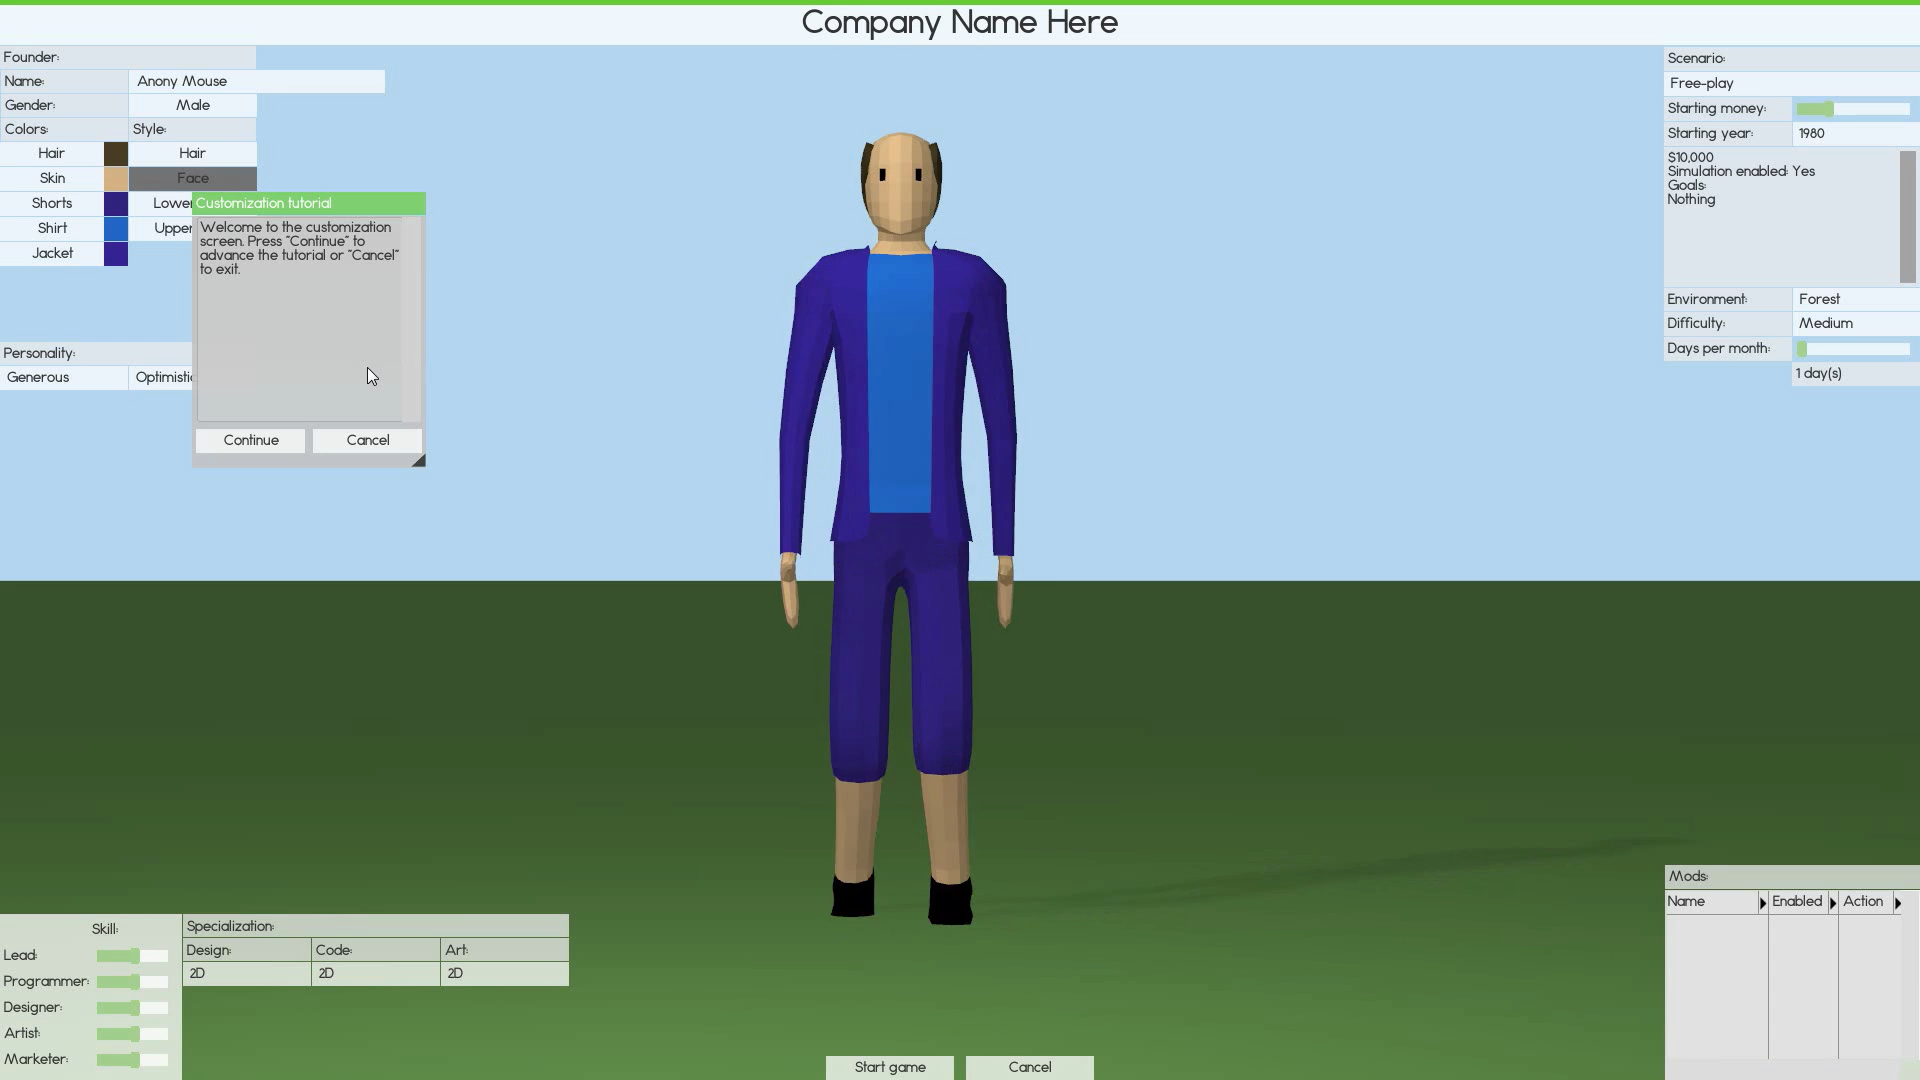 Company Name Here
Founder:
Name: Anony Mouse
Gender: Male
Colors: Style:
Hair Hair
Skin Face
Shorts Lower
Shirt Upper
Jacket
Customization tutorial
Welcome to the customization
screen. Press "Continue" to
advance the tutorial or "Cancel"
to exit.
Continue Cancel
Personality:
Generous
Scenario:
Free-play
Starting money:
Starting year: 1980
$10,000
Simulation enabled: Yes
Goals:
Nothing
Environment: Forest
Difficulty: Medium
Days per month:
1 day(s)
Skill:
Lead:
Programmer:
Designer:
Artist:
Marketer:
Specialization:
Design: Code: Art:
2D 2D 2D
Start game Cancel
Mods:
Name Enabled Action